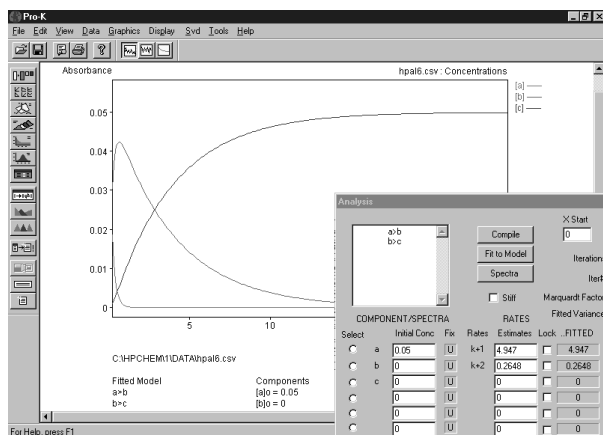 Pro-K
File Edit View Data Graphics Display Svd Tools Help
Absorbance
hpal6.csv : Concentrations
[a]
[b]
[c]
0.05
0.04
0.03
0.02
0.01
0
5
10
C:\HPCHEM\1\DATA\hpal6.csv
Fitted Model
Components
a>b
[a]o = 0.05
b>c
[b]o = 0
For Help, press F1
Analysis
a>b
b>c
Compile
Fit to Model
Spectra
Stiff
X Start
0
Iteration
Iter#
Marquardt Factor
Fitted Variance
COMPONENT/SPECTRA
RATES
Select Initial Conc Fix Rates Estimates Lock ..FITTED
a 0.05 U k+1 4.947 4.947
b 0 U k+2 0.2648 0.2648
c 0 U 0 0
0 U 0 0
0 U 0 0
0 U 0 0